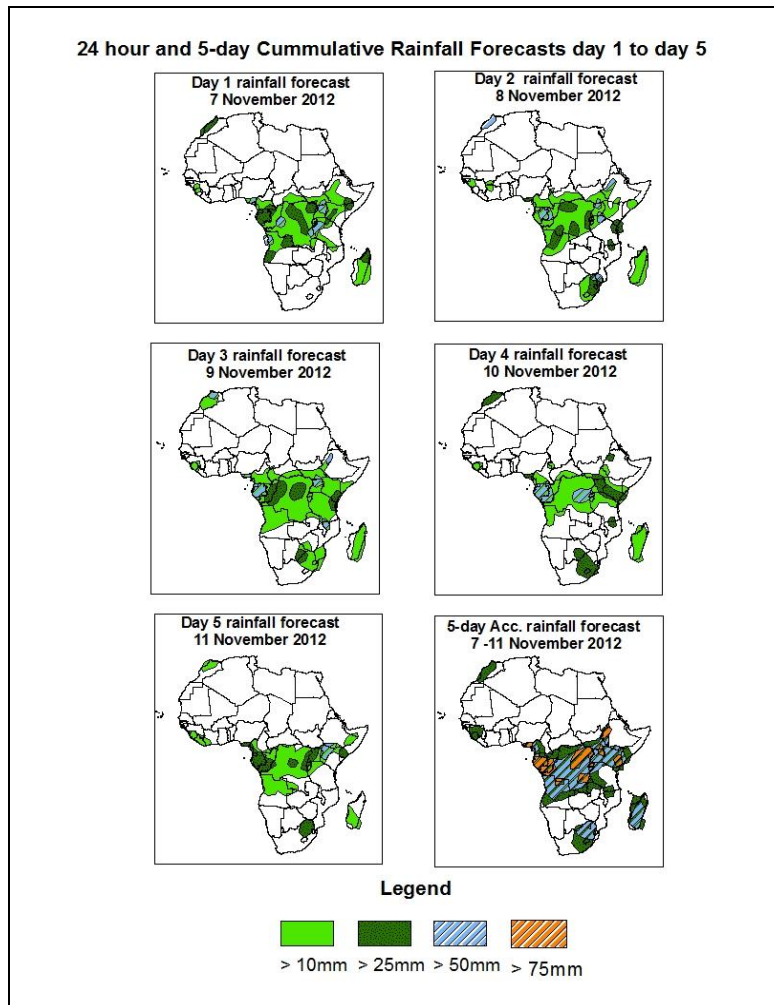 24 hour and 5-day Cummulative Rainfall Forecasts day 1 to day 5
Day 1 rainfall forecast
7 November 2012
Day 2 rainfall forecast
8 November 2012
Day 3 rainfall forecast
9 November 2012
Day 4 rainfall forecast
10 November 2012
Day 5 rainfall forecast
11 November 2012
5-day Acc. rainfall forecast
7 -11 November 2012
Legend
> 10mm
> 25mm
> 50mm
> 75mm